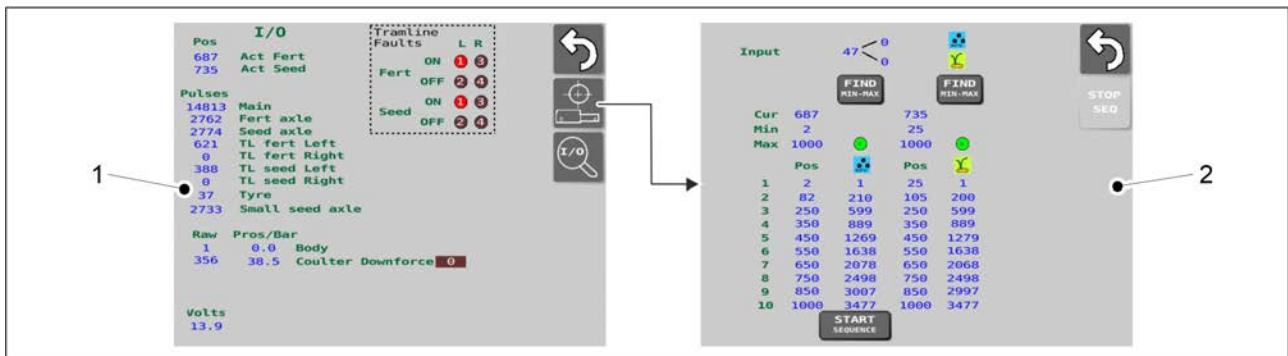 1
I/O
Pos
687 Act Fert
735 Act Seed
Tramline
Faults L R
Fert ON 1 3
OFF 2 4
Seed ON 1 3
OFF 2 4
Pulses
14813 Main
2762 Fert axle
2774 Seed axle
621 TL fert Left
0 TL fert Right
388 TL seed Left
0 TL seed Right
37 Tyre
2733 Small seed axle
Raw Pros/Bar
1 0.0 Body
356 38.5 Coulter Downforce 0
Volts
13.9
I/O
Input 47 0
0
FIND
MIN-MAX
FIND
MIN-MAX
STOP
SEQ
Cur 687 735
Min 2 25
Max 1000 1000
Pos Pos
1 2 1 25 1
2 82 210 105 200
3 250 599 250 599
4 350 889 350 889
5 450 1269 450 1279
6 550 1638 550 1638
7 650 2078 650 2068
8 750 2498 750 2498
9 850 3007 850 2997
10 1000 3477 1000 3477
START
SEQUENCE
2